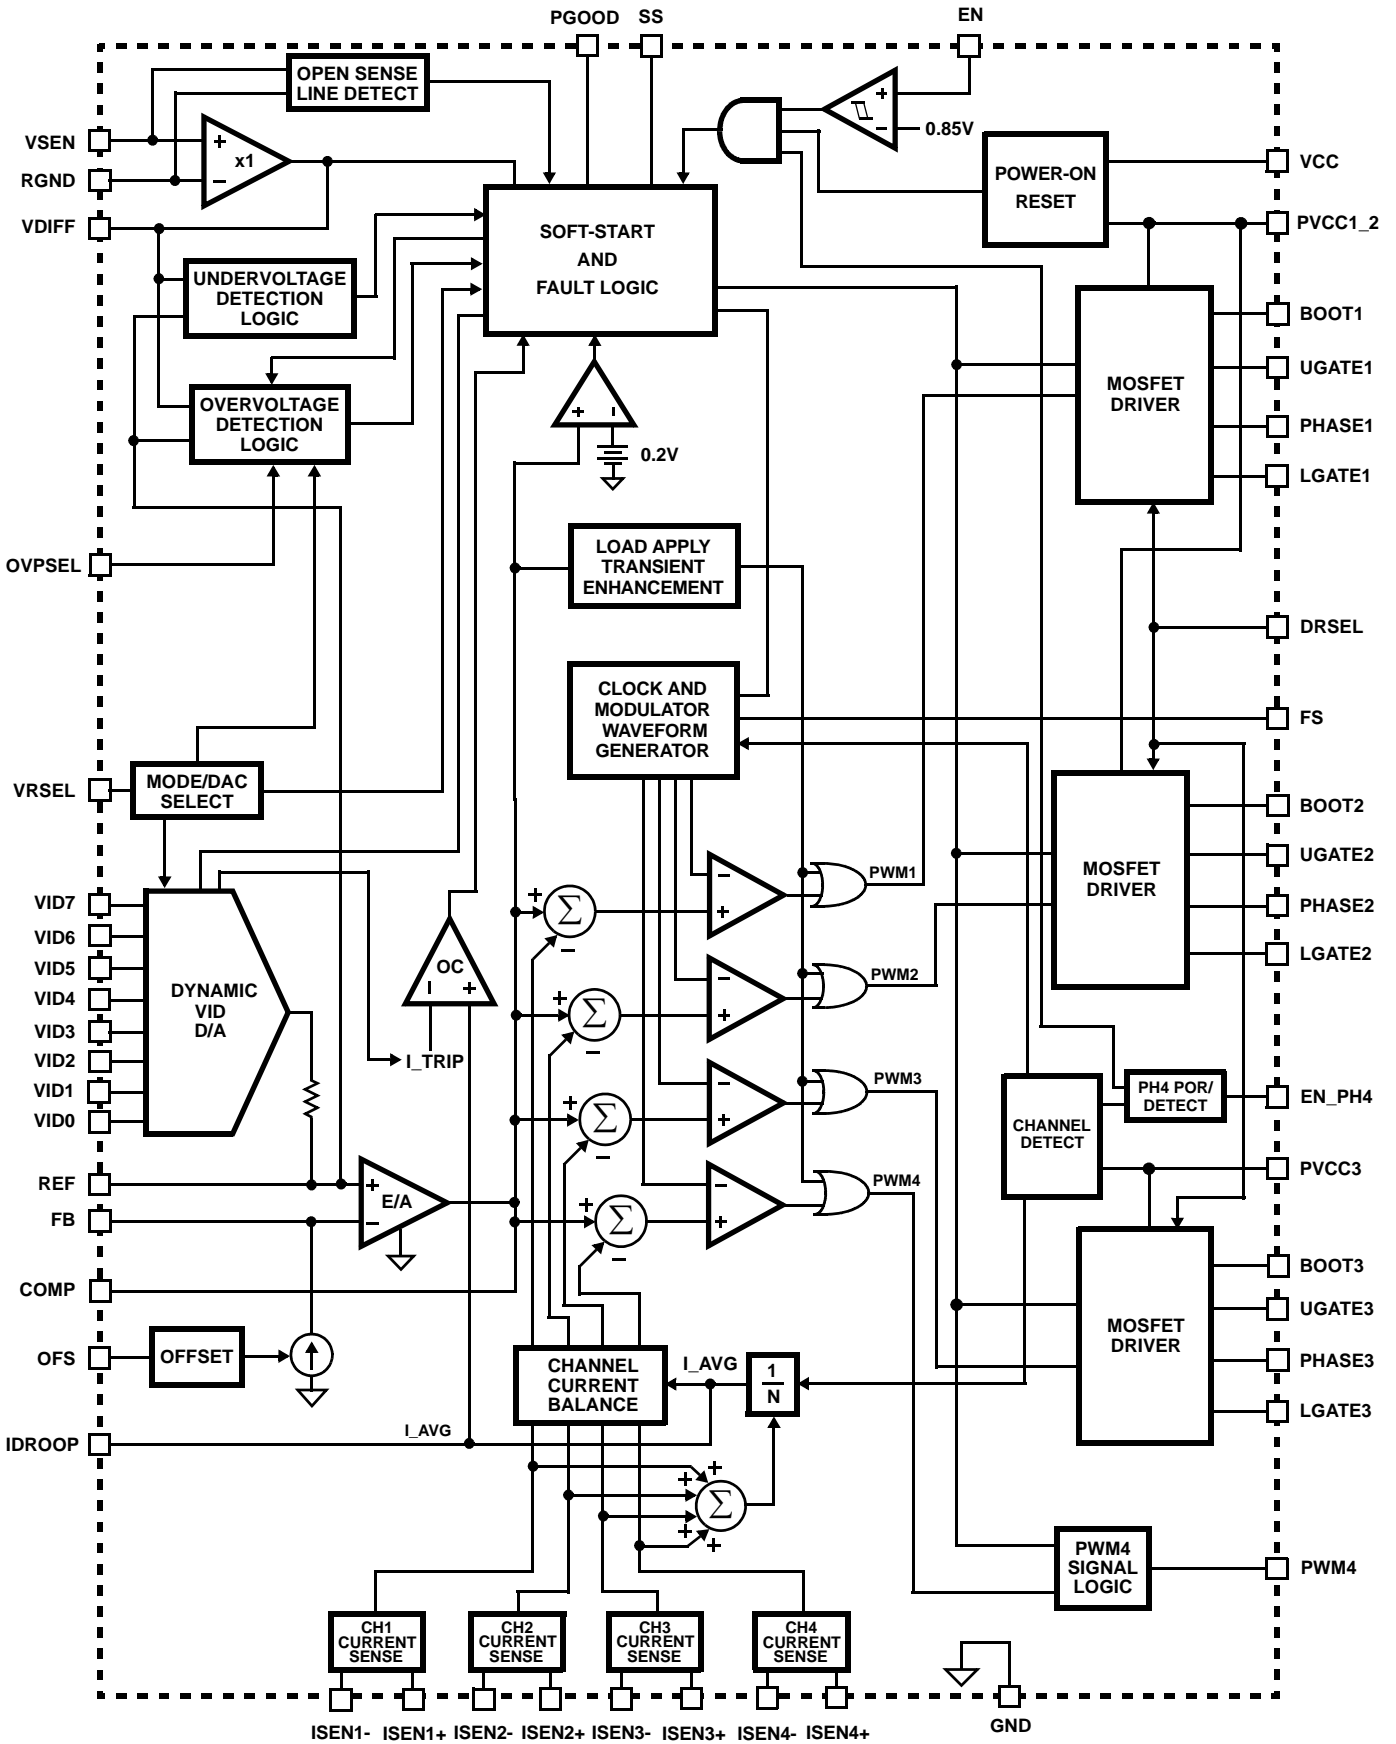 PGOOD SS EN
OPEN SENSE
LINE DETECT
+
−
0.85V
VSEN
+
x1
−
RGND
VDIFF
POWER-ON
RESET
VCC
PVCC1_2
SOFT-START
AND
FAULT LOGIC
UNDERVOLTAGE
DETECTION
LOGIC
OVERVOLTAGE
DETECTION
LOGIC
+ −
0.2V
MOSFET
DRIVER
BOOT1
UGATE1
PHASE1
LGATE1
OVPSEL
LOAD APPLY
TRANSIENT
ENHANCEMENT
DRSEL
CLOCK AND
MODULATOR
WAVEFORM
GENERATOR
FS
VRSEL
MODE/DAC
SELECT
MOSFET
DRIVER
BOOT2
UGATE2
PHASE2
LGATE2
VID7
VID6
VID5
VID4
VID3
VID2
VID1
VID0
DYNAMIC
VID
D/A
OC
− +
I_TRIP
+
Σ
−
−
+
PWM1
+
Σ
−
−
+
PWM2
+
Σ
−
−
+
PWM3
+
Σ
−
−
+
PWM4
CHANNEL
DETECT
PH4 POR/
DETECT
EN_PH4
PVCC3
REF
FB
+
E/A
−
COMP
OFS
OFFSET
MOSFET
DRIVER
BOOT3
UGATE3
PHASE3
LGATE3
CHANNEL
CURRENT
BALANCE
I_AVG
1
N
IDROOP
I_AVG
+
+
Σ
+
+
PWM4
SIGNAL
LOGIC
PWM4
CH1
CURRENT
SENSE
CH2
CURRENT
SENSE
CH3
CURRENT
SENSE
CH4
CURRENT
SENSE
ISEN1- ISEN1+ ISEN2- ISEN2+ ISEN3- ISEN3+ ISEN4- ISEN4+
GND